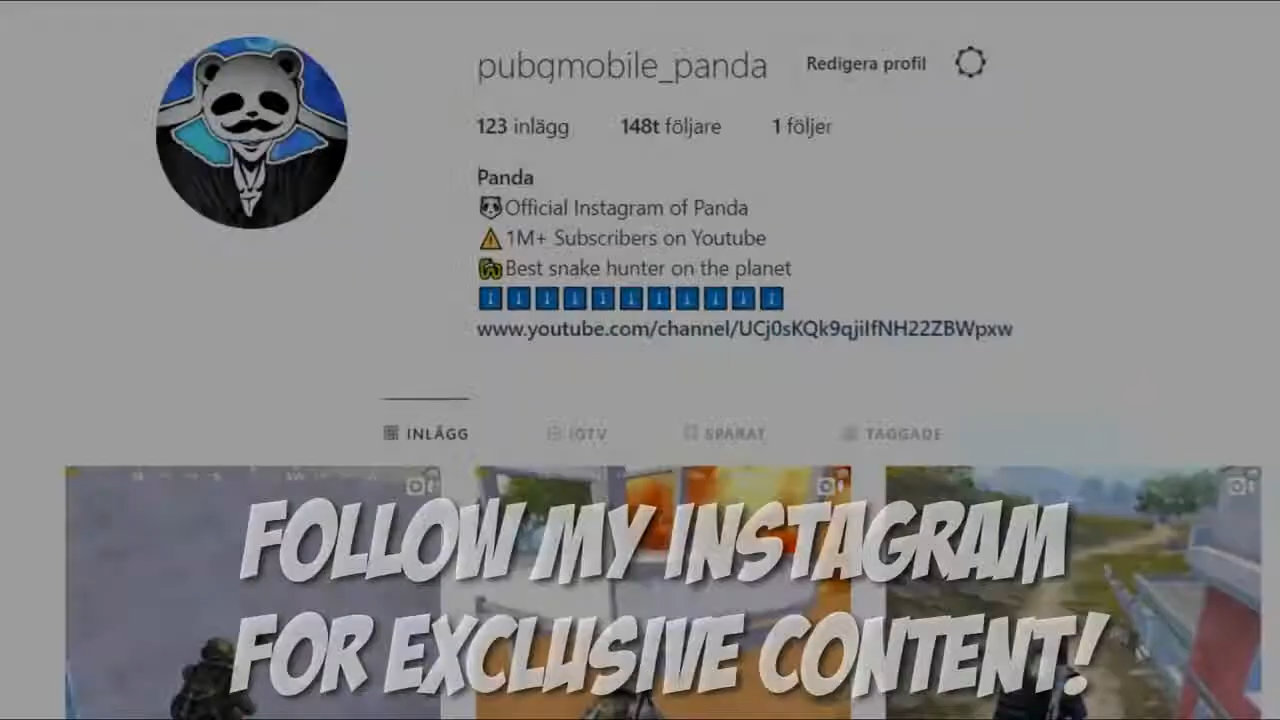 pubgmobile_panda Redigera profil
123 inlägg 148t följare 1 följer
Panda
Official Instagram of Panda
1M+ Subscribers on Youtube
Best snake hunter on the planet
www.youtube.com/channel/UCj0sKQk9qjiIfNH22ZBWpxw
INLÄGG IGTV SPARAT TAGGADE
FOLLOW MY INSTAGRAM
FOR EXCLUSIVE CONTENT!